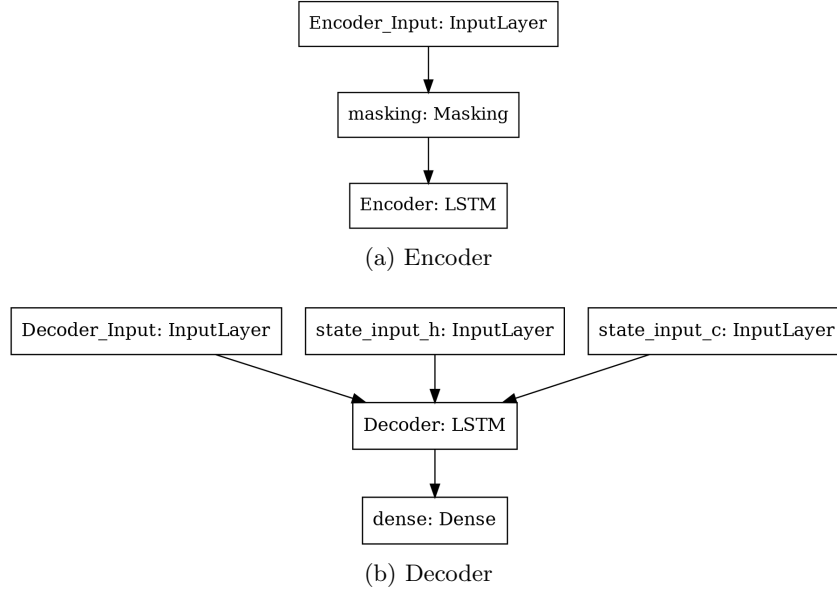 Encoder_Input: InputLayer
masking: Masking
Encoder: LSTM
(a) Encoder
Decoder_Input: InputLayer
state_input_h: InputLayer
state_input_c: InputLayer
Decoder: LSTM
dense: Dense
(b) Decoder